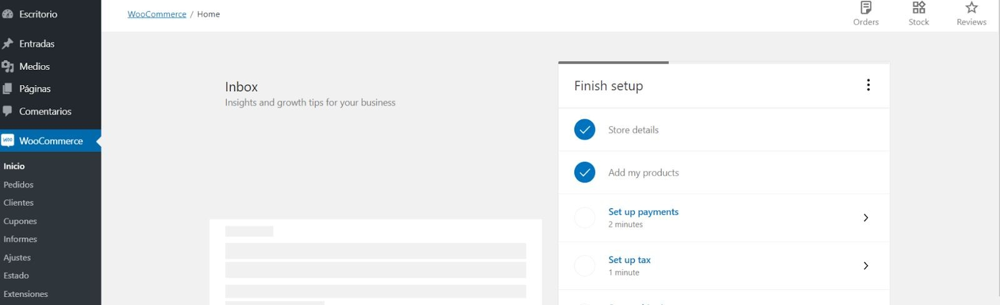 Escritorio
Entradas
Medios
Páginas
Comentarios
woo
WooCommerce
Inicio
Pedidos
Clientes
Cupones
Informes
Ajustes
Estado
Extensiones
WooCommerce / Home
Orders
Stock
Reviews
Inbox
Insights and growth tips for your business
Finish setup
Store details
Add my products
Set up payments
2 minutes
Set up tax
1 minute